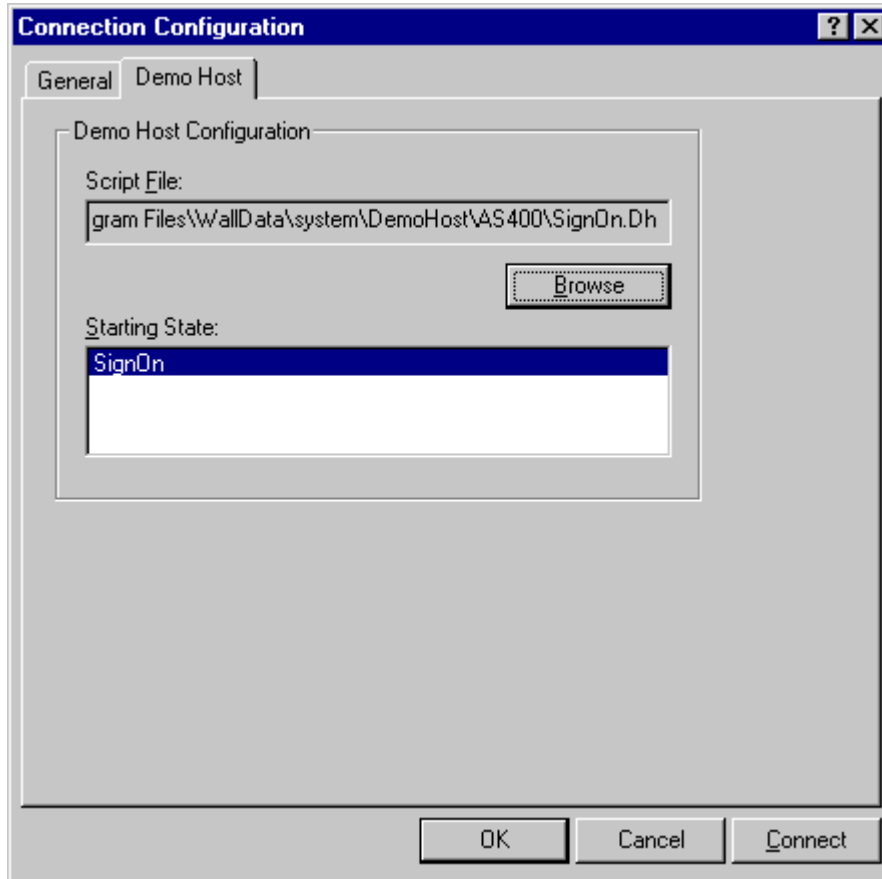 Connection Configuration
General
Demo Host
Demo Host Configuration
Script File:
gram Files\WallData\system\DemoHost\AS400\SignOn.Dh
Browse
Starting State:
SignOn
OK
Cancel
Connect